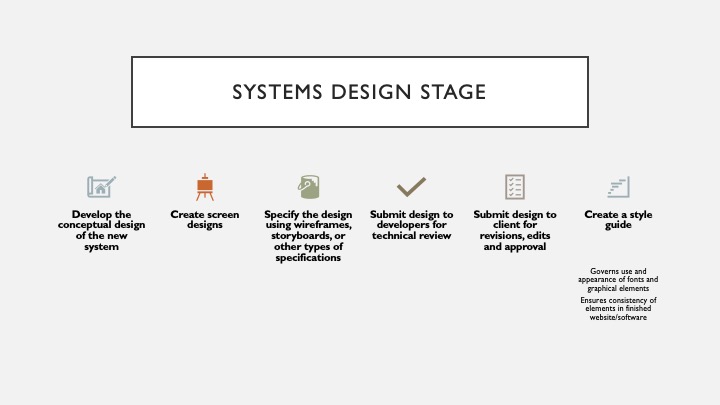 SYSTEMS DESIGN STAGE
Develop the
conceptual design
of the new
system
Create screen
designs
Specify the design
using wireframes,
storyboards, or
other types of
specifications
Submit design to
developers for
technical review
Submit design to
client for
revisions, edits
and approval
Create a style
guide
Governs use and
appearance of fonts and
graphical elements
Ensures consistency of
elements in finished
website/software